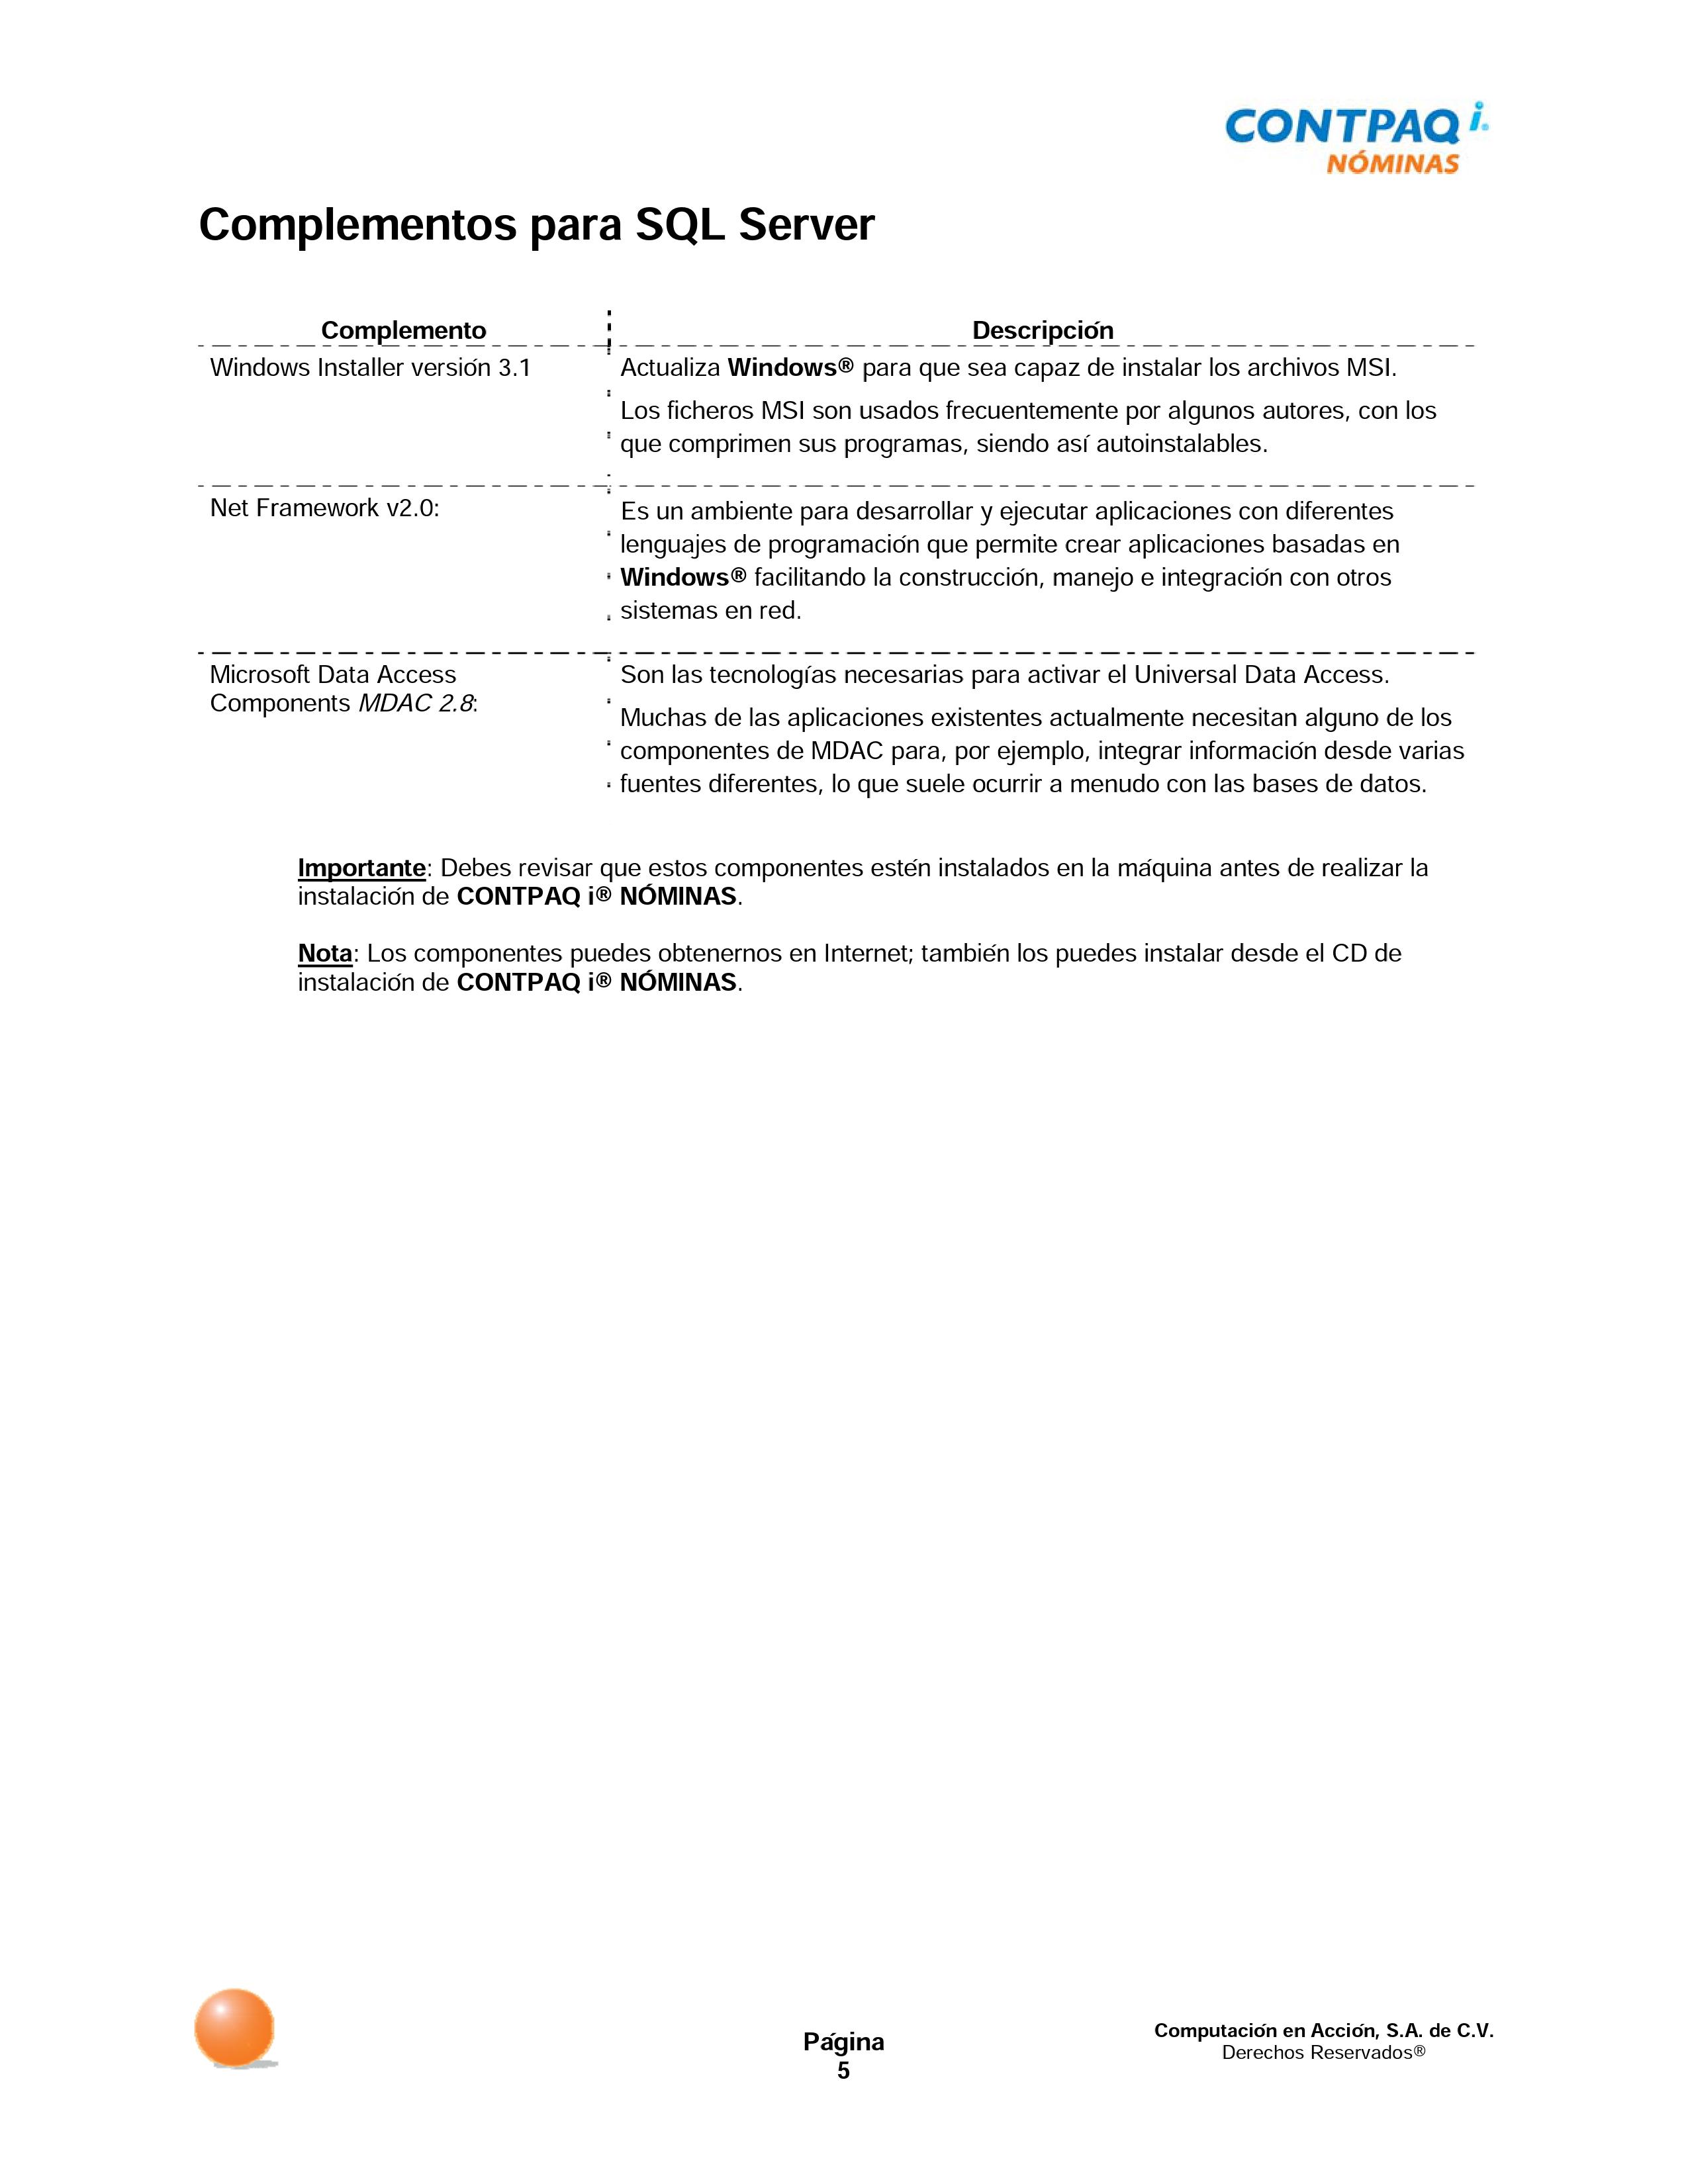 CONTPAQ i®
NÓMINAS
Complementos para SQL Server
Complemento
Descripción
Windows Installer versión 3.1
Actualiza Windows® para que sea capaz de instalar los archivos MSI.
Los ficheros MSI son usados frecuentemente por algunos autores, con los
que comprimen sus programas, siendo así autoinstalables.
Net Framework v2.0:
Es un ambiente para desarrollar y ejecutar aplicaciones con diferentes
lenguajes de programación que permite crear aplicaciones basadas en
Windows® facilitando la construcción, manejo e integración con otros
sistemas en red.
Microsoft Data Access
Components MDAC 2.8:
Son las tecnologías necesarias para activar el Universal Data Access.
Muchas de las aplicaciones existentes actualmente necesitan alguno de los
componentes de MDAC para, por ejemplo, integrar información desde varias
fuentes diferentes, lo que suele ocurrir a menudo con las bases de datos.
Importante: Debes revisar que estos componentes estén instalados en la máquina antes de realizar la
instalación de CONTPAQ i® NÓMINAS.
Nota: Los componentes puedes obtenernos en Internet; también los puedes instalar desde el CD de
instalación de CONTPAQ i® NÓMINAS.
Página
5
Computación en Acción, S.A. de C.V.
Derechos Reservados®